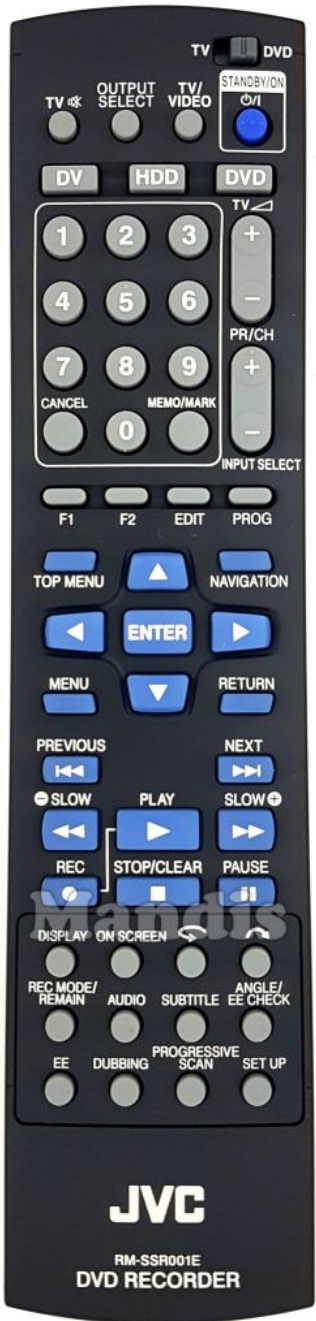 TV DVD
STANDBY/ON
OUTPUT TV/
TV SELECT VIDEO ⏻/I
DV HDD DVD
TV
1 2 3 +
4 5 6 −
PR/CH
7 8 9 +
CANCEL MEMO/MARK
0 −
INPUT SELECT
F1 F2 EDIT PROG
TOP MENU NAVIGATION
ENTER
MENU RETURN
PREVIOUS NEXT
SLOW PLAY SLOW
REC STOP/CLEAR PAUSE
Mandis
DISPLAY ON SCREEN
REC MODE/ ANGLE/
REMAIN AUDIO SUBTITLE EE CHECK
PROGRESSIVE
EE DUBBING SCAN SET UP
JVC
RM-SSR001E
DVD RECORDER